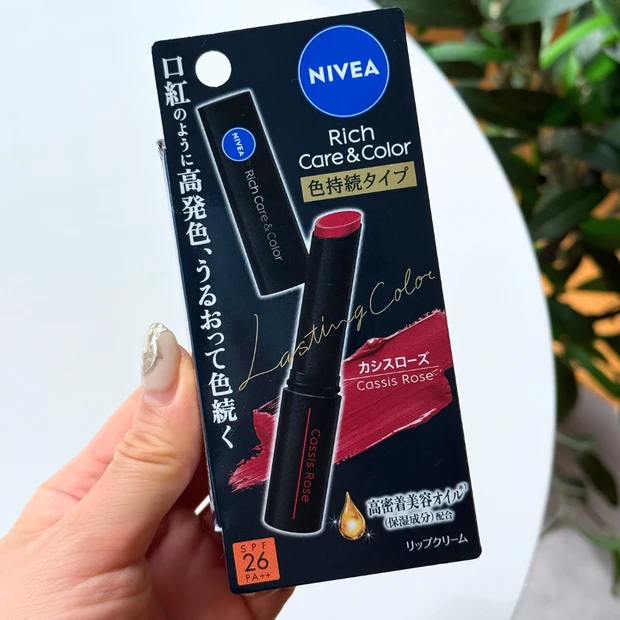 NIVEA
Rich
Care&Color
色持続タイプ
口紅のように高発色、うるおって色続く
NIVEA
Rich Care & Color
Lasting Color
カシスローズ
Cassis Rose
Cassis Rose
高密着美容オイル*¹
(保湿成分)配合
リップクリーム
SPF
26
PA++